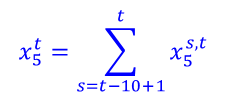 $x_5^t = \sum_{s=t-10+1}^{t} x_5^{s,t}$